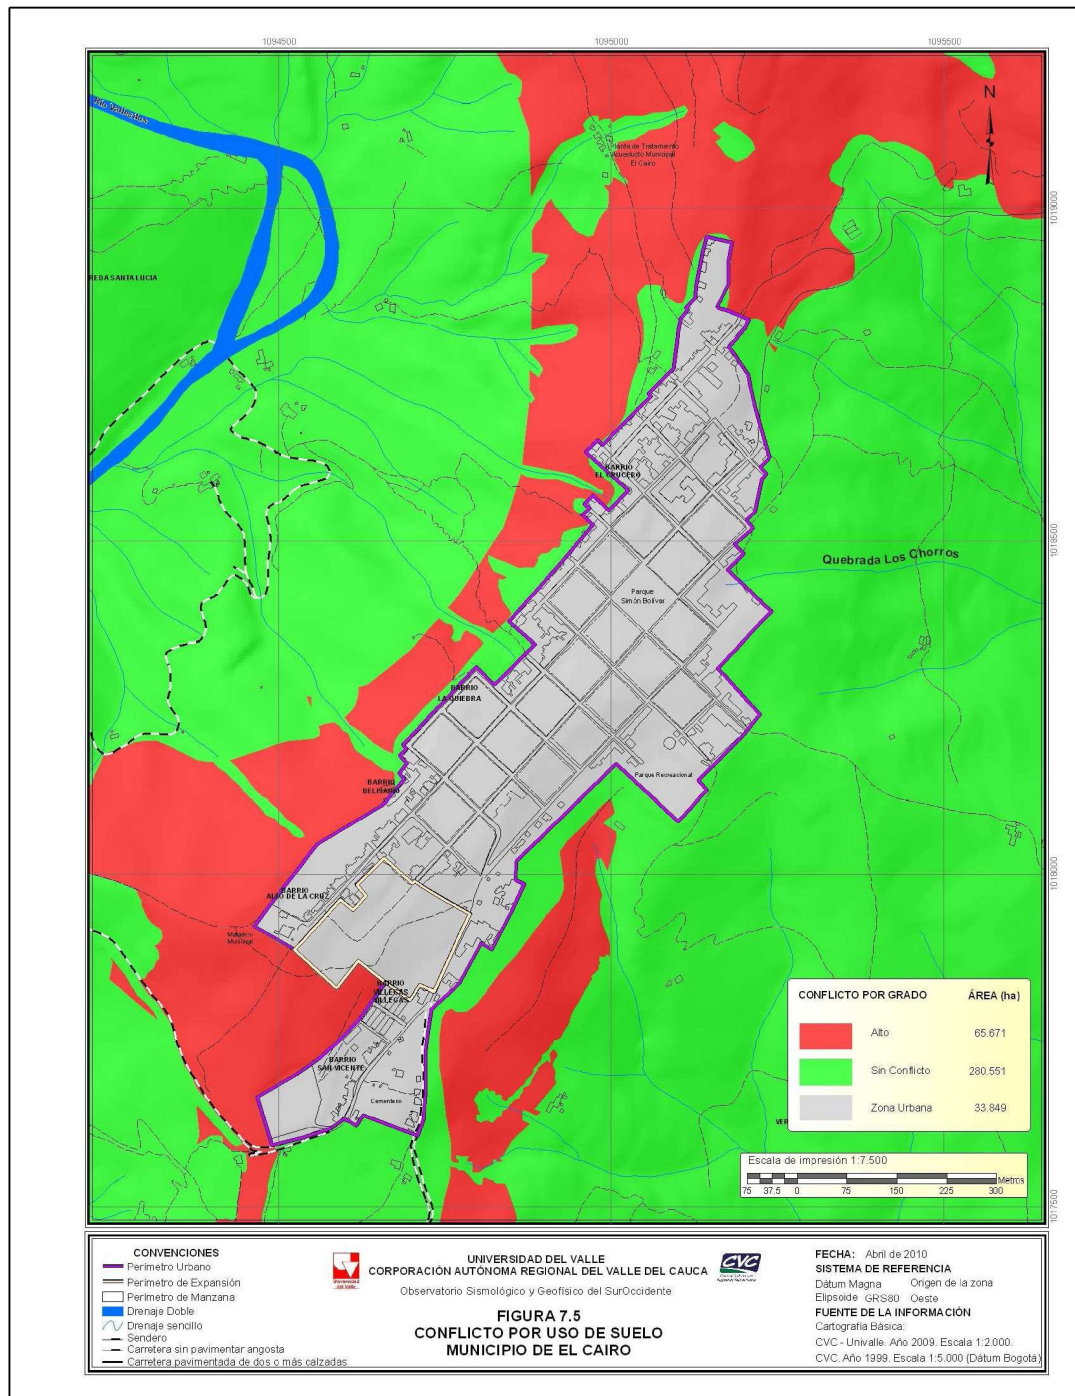 1094500 1095000 1095500
N
Planta de Tratamiento
Acueducto Municipal
El Cairo
1019000
REDA SANTA LUCIA
BARRIO
EL CRUCERO
1018500
Quebrada Los Chorros
Parque
Simón Bolívar
BARRIO
LA QUIEBRA
Parque Recreacional
BARRIO
BELISARIO
1018000
BARRIO
ALTO DE LA CRUZ
Matadero
Municipal
BARRIO
VILLEGAS
VILLEGAS
BARRIO
SAN VICENTE
Cementerio
VER
CONFLICTO POR GRADO ÁREA (ha)
Alto 65.671
Sin Conflicto 280.551
Zona Urbana 33.849
Escala de impresión 1:7.500
Metros
75 37.5 0 75 150 225 300
1017500
CONVENCIONES
Perímetro Urbano
Perímetro de Expansión
Perímetro de Manzana
Drenaje Doble
Drenaje sencillo
Sendero
Carretera sin pavimentar angosta
Carretera pavimentada de dos o más calzadas
Universidad
del Valle
UNIVERSIDAD DEL VALLE
CORPORACIÓN AUTÓNOMA REGIONAL DEL VALLE DEL CAUCA
CVC
Observatorio Sismológico y Geofísico del SurOccidente
FIGURA 7.5
CONFLICTO POR USO DE SUELO
MUNICIPIO DE EL CAIRO
FECHA: Abril de 2010
SISTEMA DE REFERENCIA
Dátum Magna Origen de la zona
Elipsoide GRS80 Oeste
FUENTE DE LA INFORMACIÓN
Cartografía Básica:
CVC - Univalle. Año 2009. Escala 1:2.000.
CVC. Año 1999. Escala 1:5.000 (Dátum Bogotá)